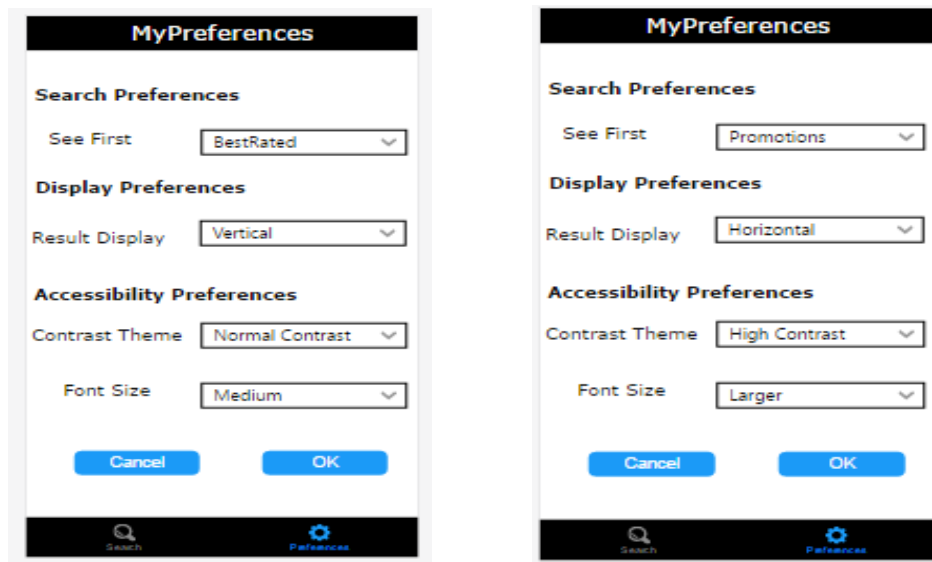 MyPreferences
Search Preferences
See First BestRated
Display Preferences
Result Display Vertical
Accessibility Preferences
Contrast Theme Normal Contrast
Font Size Medium
Cancel OK
Search Preferences
MyPreferences
Search Preferences
See First Promotions
Display Preferences
Result Display Horizontal
Accessibility Preferences
Contrast Theme High Contrast
Font Size Larger
Cancel OK
Search Preferences